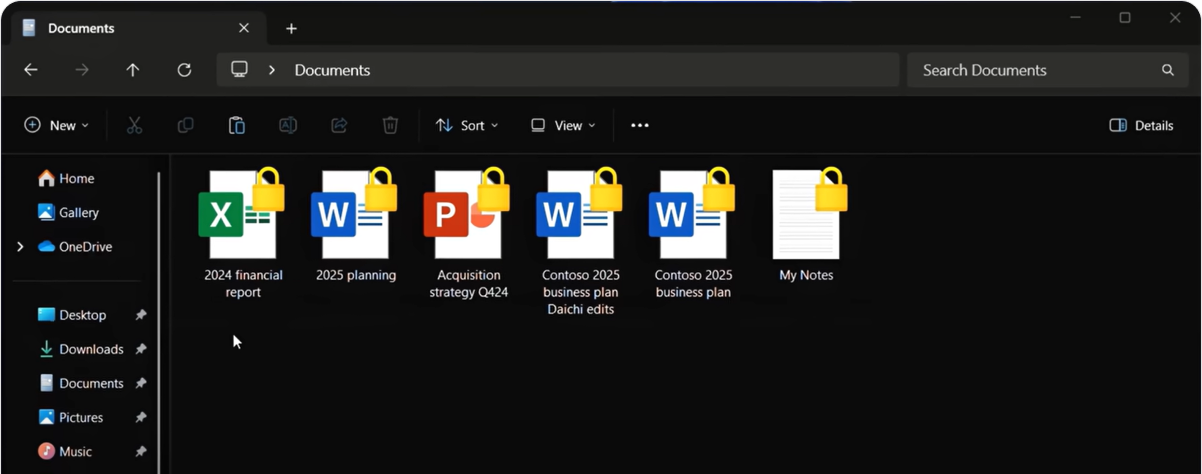 Documents
Documents
Search Documents
New
Sort
View
Details
Home
Gallery
OneDrive
Desktop
Downloads
Documents
Pictures
Music
X
2024 financial
report
W
2025 planning
P
Acquisition
strategy Q424
W
Contoso 2025
business plan
Daichi edits
W
Contoso 2025
business plan
My Notes